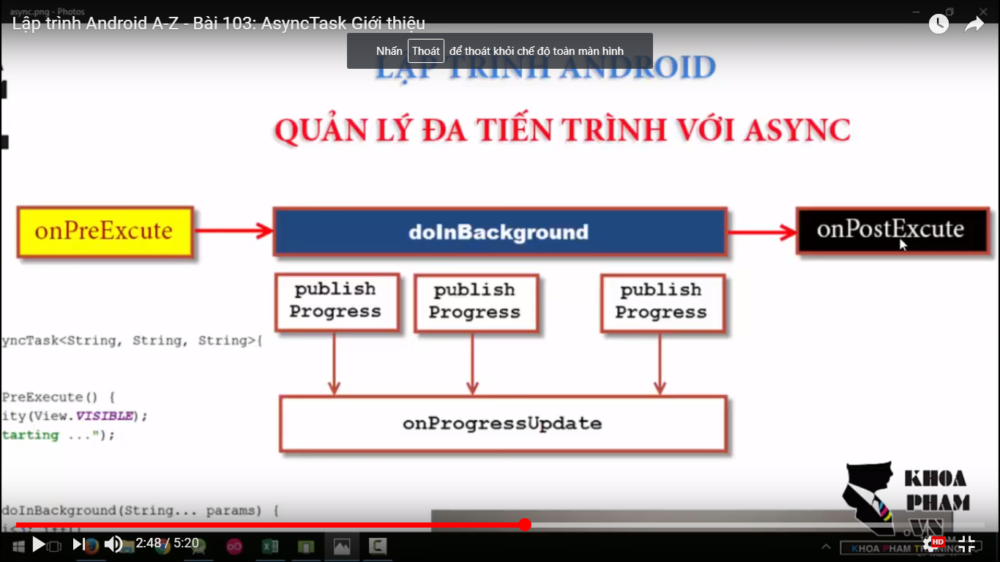 async.png - Photos
Lập trình Android A-Z - Bài 103: AsyncTask Giới thiệu
Nhấn Thoát để thoát khỏi chế độ toàn màn hình
LẬP TRÌNH ANDROID
QUẢN LÝ ĐA TIẾN TRÌNH VỚI ASYNC
onPreExcute
doInBackground
onPostExcute
publish
Progress
publish
Progress
publish
Progress
yncTask<String, String, String>{
PreExecute() {
ity(View.VISIBLE);
tarting ...");
onProgressUpdate
doInBackground(String... params) {
KHOA
PHAM
.VN
2:48 / 5:20
HD
KHOA PHAM TRAINING